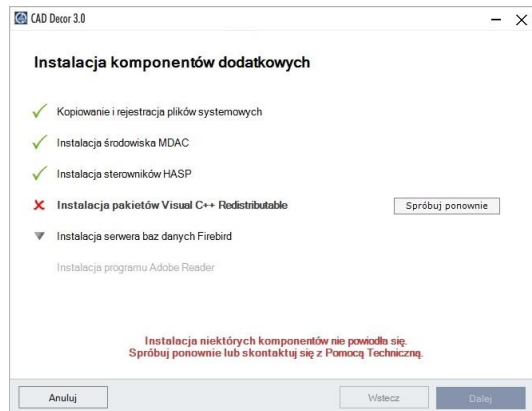 CAD Decor 3.0
Instalacja komponentów dodatkowych
Kopiowanie i rejestracja plików systemowych
Instalacja środowiska MDAC
Instalacja sterowników HASP
Instalacja pakietów Visual C++ Redistributable
Spróbuj ponownie
Instalacja serwera baz danych Firebird
Instalacja programu Adobe Reader
Instalacja niektórych komponentów nie powiodła się.
Spróbuj ponownie lub skontaktuj się z Pomocą Techniczną.
Anuluj
Wstecz
Dalej